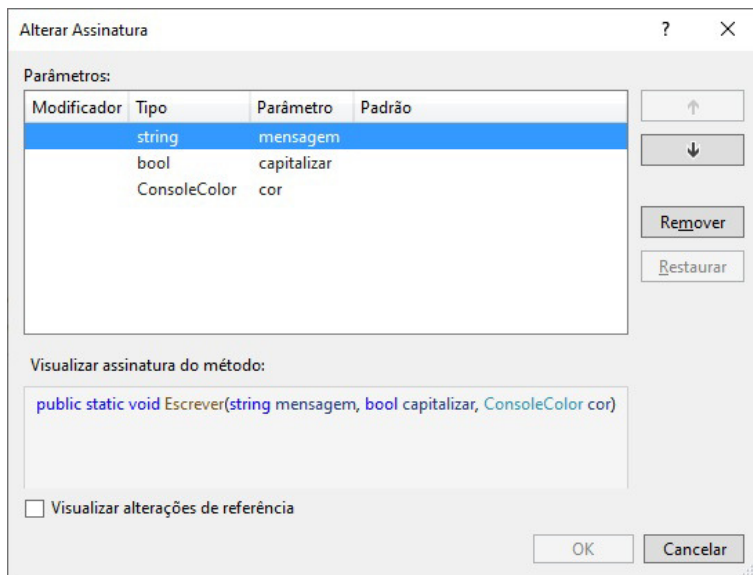 Alterar Assinatura
?
Parâmetros:
Modificador Tipo Parâmetro Padrão
string mensagem
bool capitalizar
ConsoleColor cor
Remover
Restaurar
Visualizar assinatura do método:
public static void Escrever(string mensagem, bool capitalizar, ConsoleColor cor)
Visualizar alterações de referência
OK Cancelar